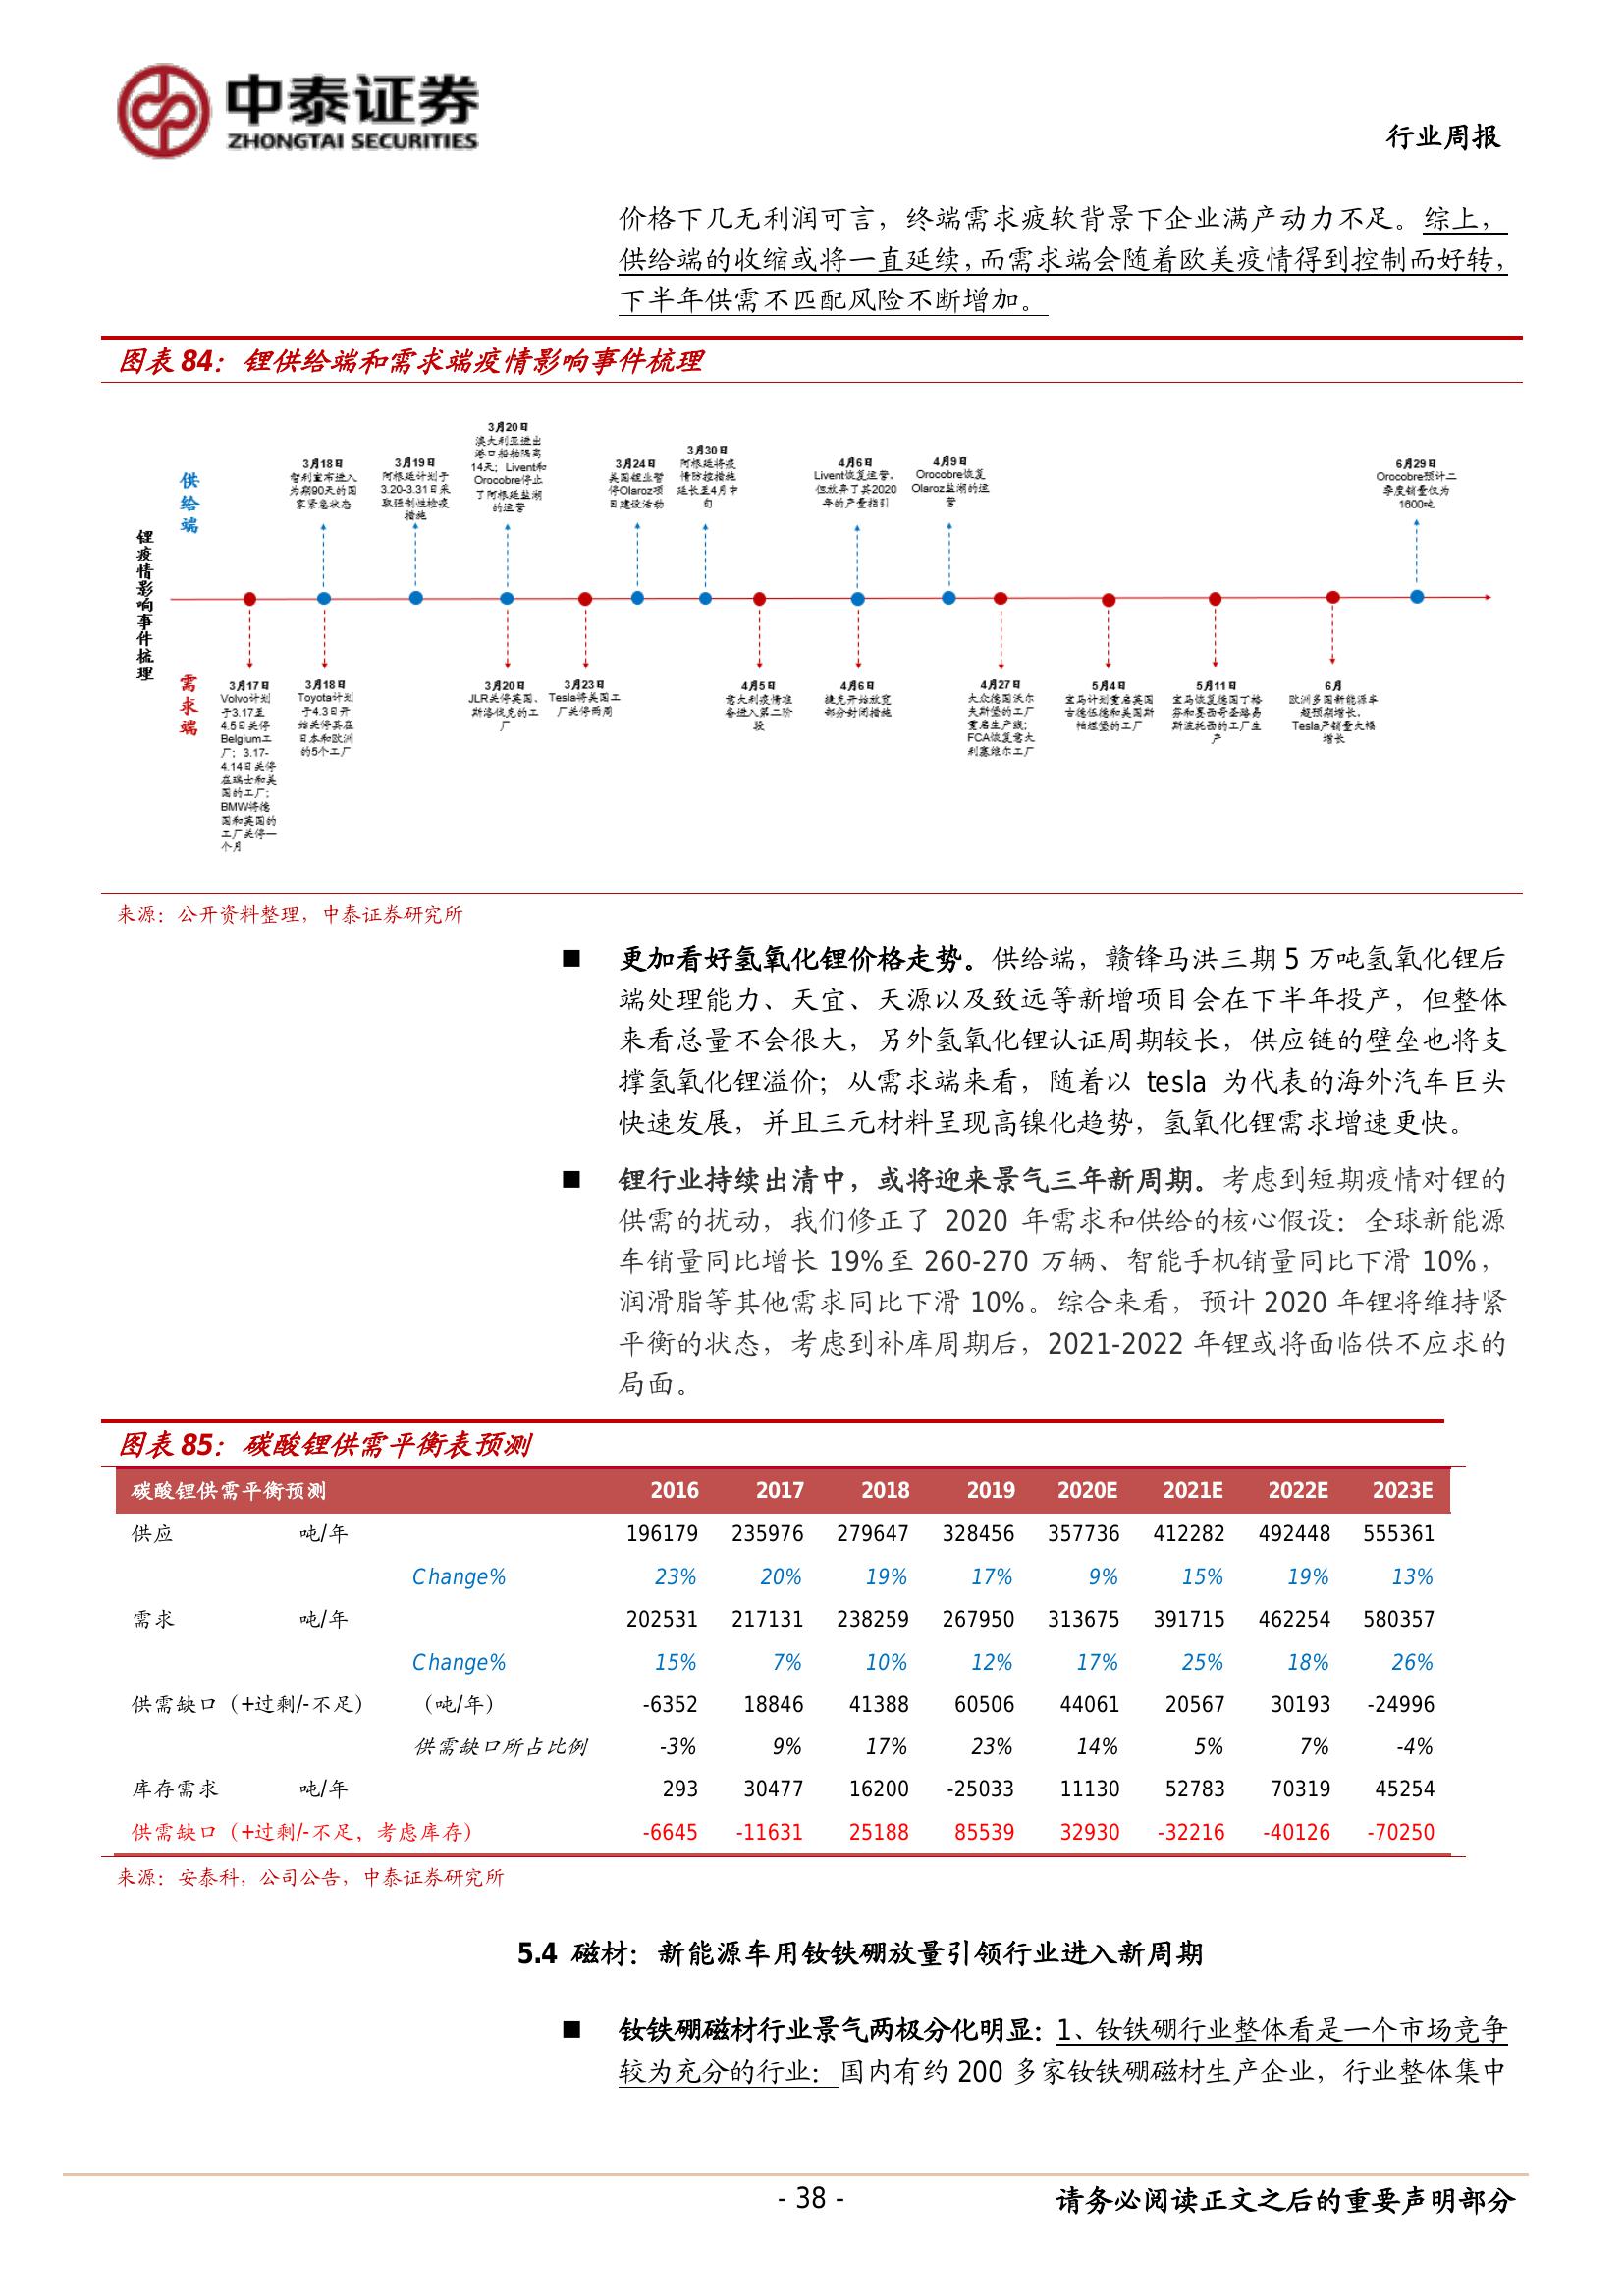 中泰证券
ZHONGTAI SECURITIES
行业周报
价格下几无利润可言，终端需求疲软背景下企业满产动力不足。综上，
供给端的收缩或将一直延续，而需求端会随着欧美疫情得到控制而好转，
下半年供需不匹配风险不断增加。
图表 84：锂供给端和需求端疫情影响事件梳理
锂疫情影响事件梳理
供给端
3月18日
智利宣布进入
为期90天的国
家紧急状态
3月19日
阿根廷计划于
3.20-3.31日采
取强制性检疫
措施
3月20日
澳大利亚进出
港口船舶隔离
14天；Livent和
Orocobre停止
了阿根廷盐湖
的运营
3月24日
美国锂业暂
停Olaroz项
目建设活动
3月30日
阿根廷将疫
情防控措施
延长至4月中
旬
4月6日
Livent恢复运营，
但放弃了其2020
年的产量指引
4月9日
Orocobre恢复
Olaroz盐湖的运
营
6月29日
Orocobre预计二
季度销量仅为
1600吨
需求端
3月17日
Volvo计划
于3.17至
4.5日关停
Belgium工
厂；3.17-
4.14日关停
在瑞士和美
国的工厂；
BMW将德
国和英国的
工厂关停一
个月
3月18日
Toyota计划
于4.3日开
始关停其在
日本和欧洲
的5个工厂
3月20日
JLR关停英国、
斯洛伐克的工
厂
3月23日
Tesla将美国工
厂关停两周
4月5日
意大利疫情准
备进入第二阶
段
4月6日
捷克开始放宽
部分封闭措施
4月27日
大众德国沃尔
夫斯堡的工厂
重启生产线；
FCA恢复意大
利塞维尔工厂
5月4日
宝马计划重启英国
古德伍德和美国斯
帕坦堡的工厂
5月11日
宝马恢复德国丁格
芬和墨西哥圣路易
斯波托西的工厂生
产
6月
欧洲多国新能源车
超预期增长，
Tesla产销量大幅
增长
来源：公开资料整理，中泰证券研究所
■ 更加看好氢氧化锂价格走势。供给端，赣锋马洪三期 5 万吨氢氧化锂后
端处理能力、天宜、天源以及致远等新增项目会在下半年投产，但整体
来看总量不会很大，另外氢氧化锂认证周期较长，供应链的壁垒也将支
撑氢氧化锂溢价；从需求端来看，随着以 tesla 为代表的海外汽车巨头
快速发展，并且三元材料呈现高镍化趋势，氢氧化锂需求增速更快。
■ 锂行业持续出清中，或将迎来景气三年新周期。考虑到短期疫情对锂的
供需的扰动，我们修正了 2020 年需求和供给的核心假设：全球新能源
车销量同比增长 19%至 260-270 万辆、智能手机销量同比下滑 10%，
润滑脂等其他需求同比下滑 10%。综合来看，预计 2020 年锂将维持紧
平衡的状态，考虑到补库周期后，2021-2022 年锂或将面临供不应求的
局面。
图表 85：碳酸锂供需平衡表预测
碳酸锂供需平衡预测 2016 2017 2018 2019 2020E 2021E 2022E 2023E
供应 吨/年 196179 235976 279647 328456 357736 412282 492448 555361
Change% 23% 20% 19% 17% 9% 15% 19% 13%
需求 吨/年 202531 217131 238259 267950 313675 391715 462254 580357
Change% 15% 7% 10% 12% 17% 25% 18% 26%
供需缺口（+过剩/-不足） （吨/年） -6352 18846 41388 60506 44061 20567 30193 -24996
供需缺口所占比例 -3% 9% 17% 23% 14% 5% 7% -4%
库存需求 吨/年 293 30477 16200 -25033 11130 52783 70319 45254
供需缺口（+过剩/-不足，考虑库存） -6645 -11631 25188 85539 32930 -32216 -40126 -70250
来源：安泰科，公司公告，中泰证券研究所
5.4 磁材：新能源车用钕铁硼放量引领行业进入新周期
■ 钕铁硼磁材行业景气两极分化明显：1、钕铁硼行业整体看是一个市场竞争
较为充分的行业：国内有约 200 多家钕铁硼磁材生产企业，行业整体集中
- 38 -
请务必阅读正文之后的重要声明部分